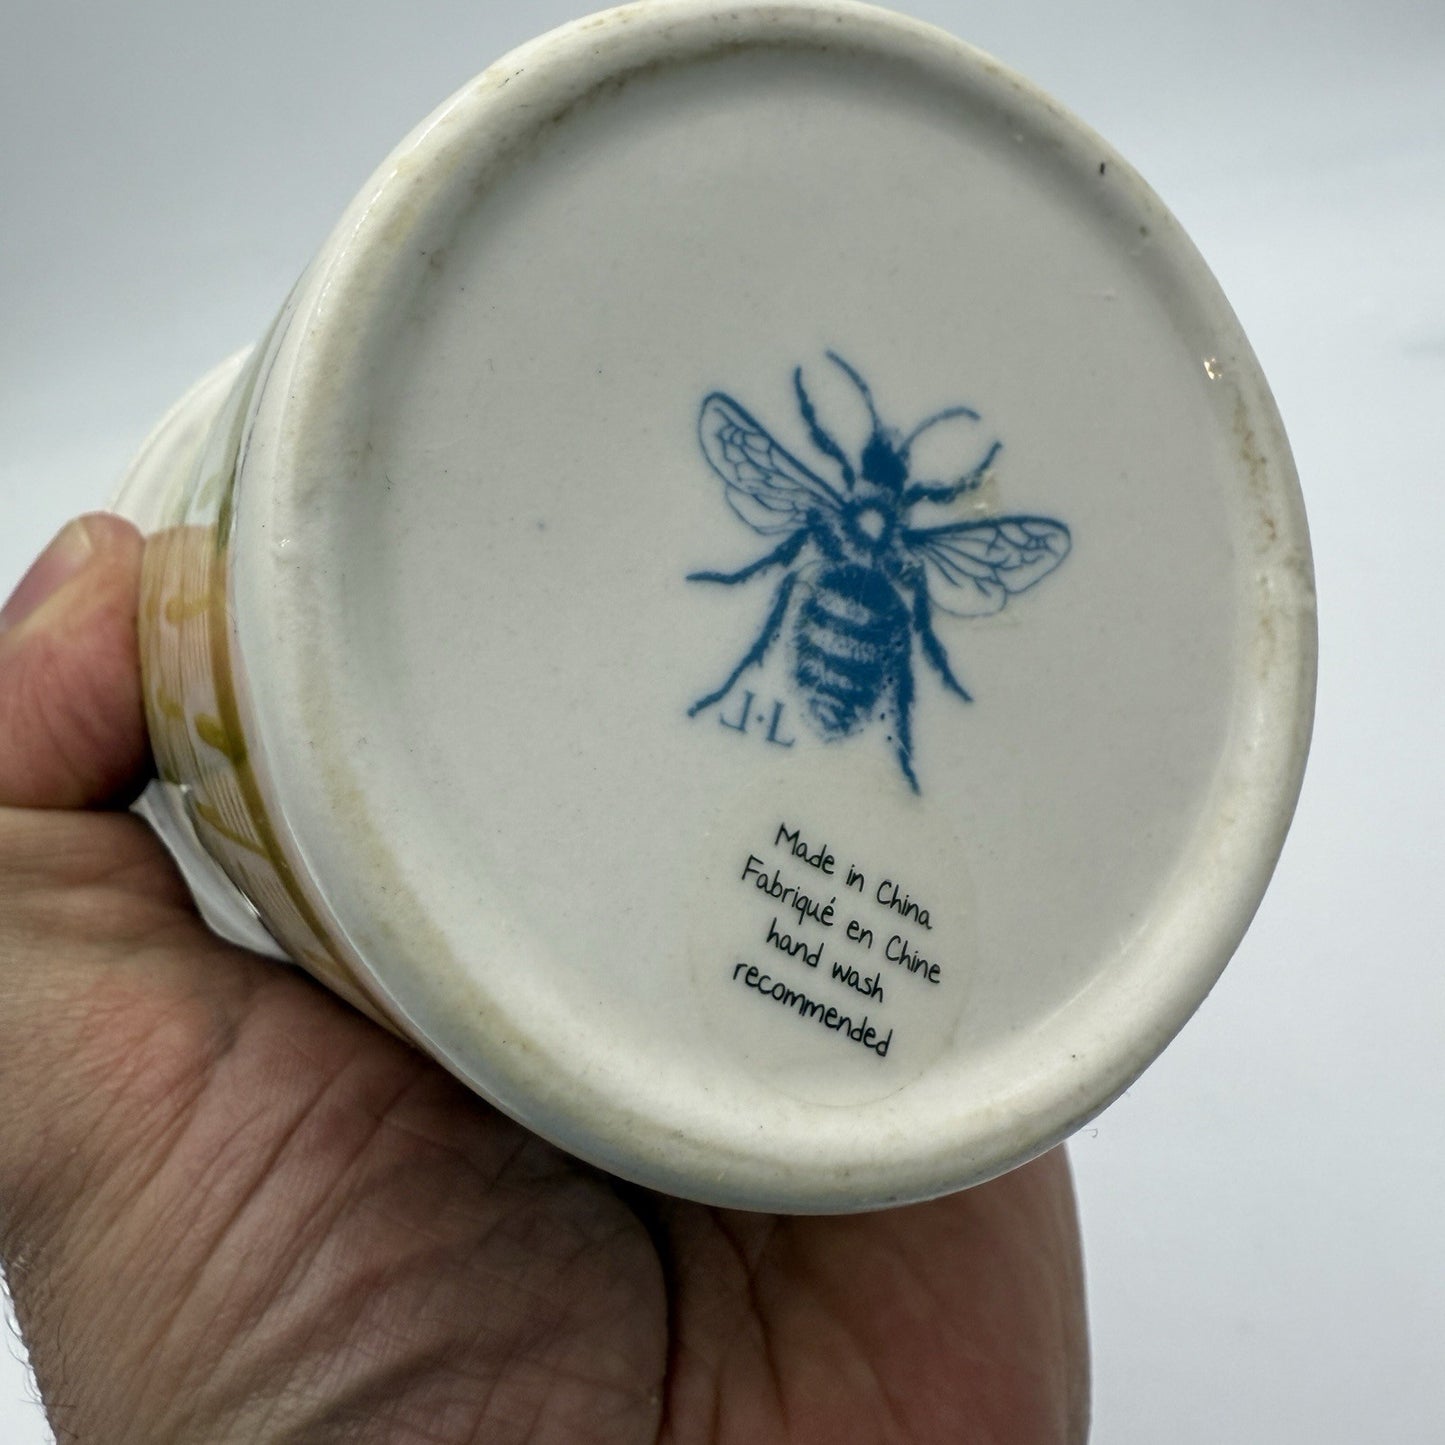 L·L
Made in China
Fabriqué en Chine
hand wash
recommended